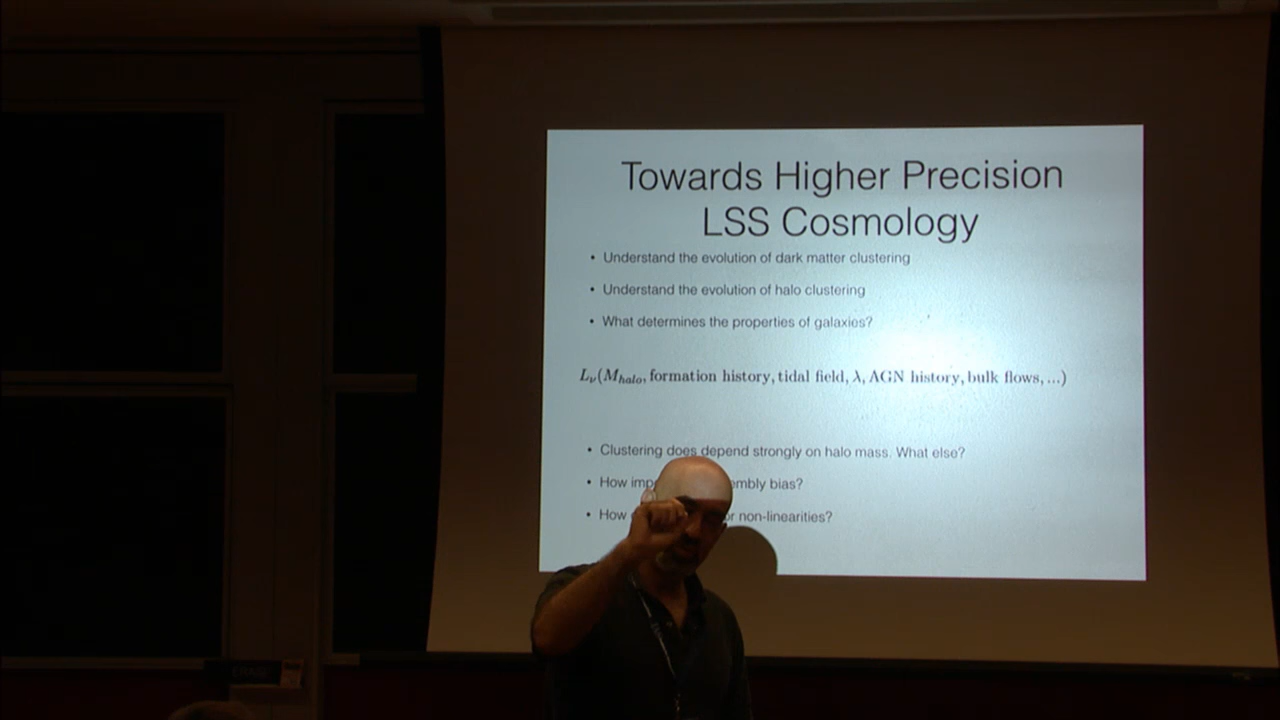 Towards Higher Precision
LSS Cosmology
• Understand the evolution of dark matter clustering
• Understand the evolution of halo clustering
• What determines the properties of galaxies?
L_ν(M_halo, formation history, tidal field, λ, AGN history, bulk flows, ...)
• Clustering does depend strongly on halo mass. What else?
• How bias?
• How non-linearities?